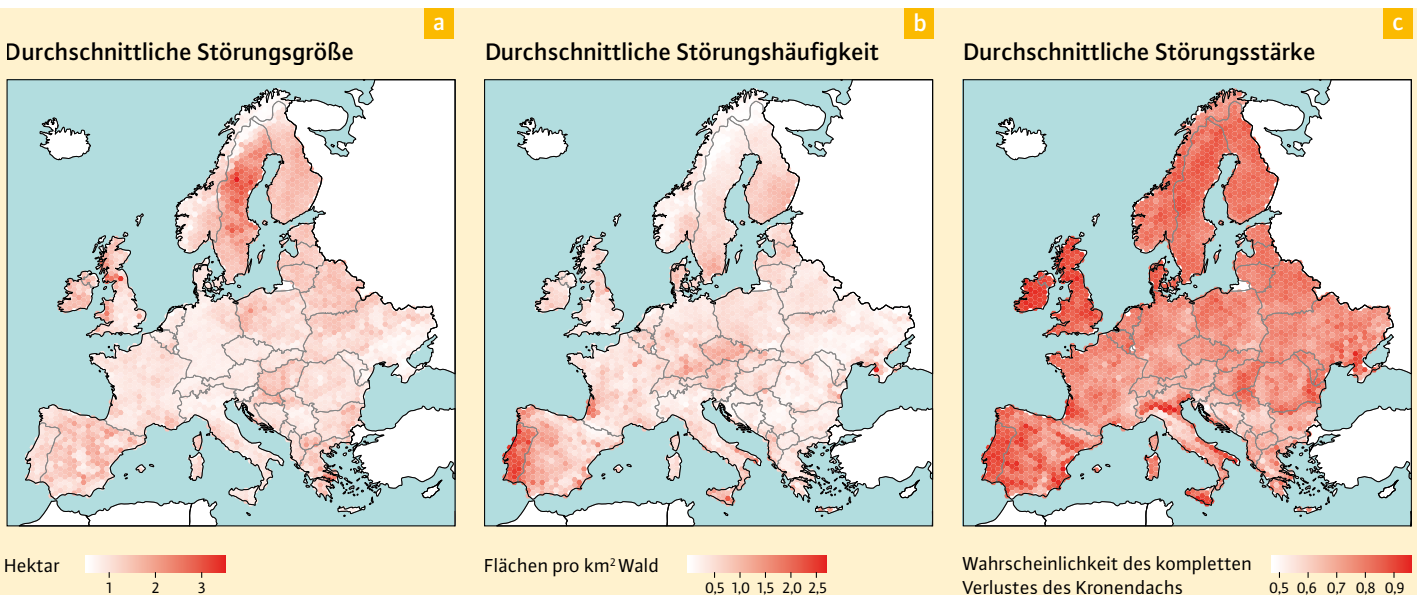 a
Durchschnittliche Störungsgröße
Hektar
1 2 3
b
Durchschnittliche Störungshäufigkeit
Flächen pro km² Wald
0,5 1,0 1,5 2,0 2,5
c
Durchschnittliche Störungsstärke
Wahrscheinlichkeit des kompletten
Verlustes des Kronendachs
0,5 0,6 0,7 0,8 0,9